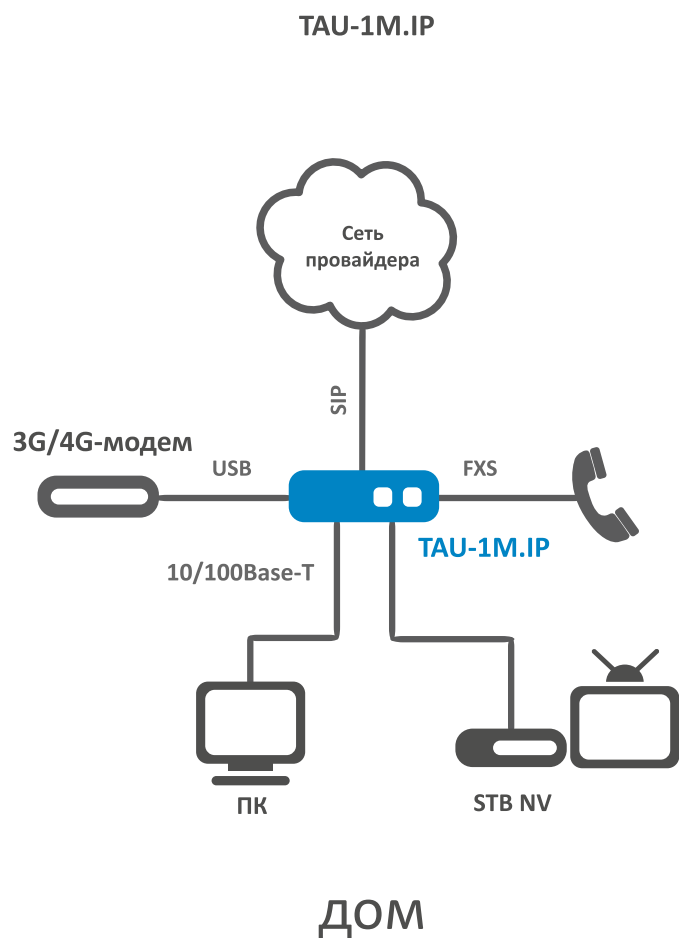 TAU-1M.IP
Сеть
провайдера
SIP
3G/4G-модем
USB
FXS
TAU-1M.IP
10/100Base-T
ПК
STB NV
ДОМ